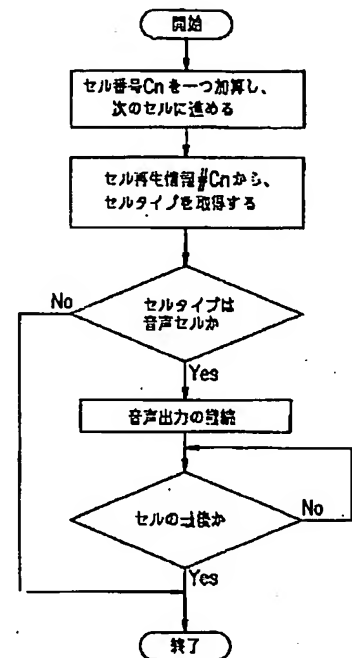 開始
セル番号Cnを一つ加算し、
次のセルに進める
セル再生情報#Cnから、
セルタイプを取得する
セルタイプは
音声セルか
No
Yes
音声出力の継続
セルの最後か
No
Yes
終了